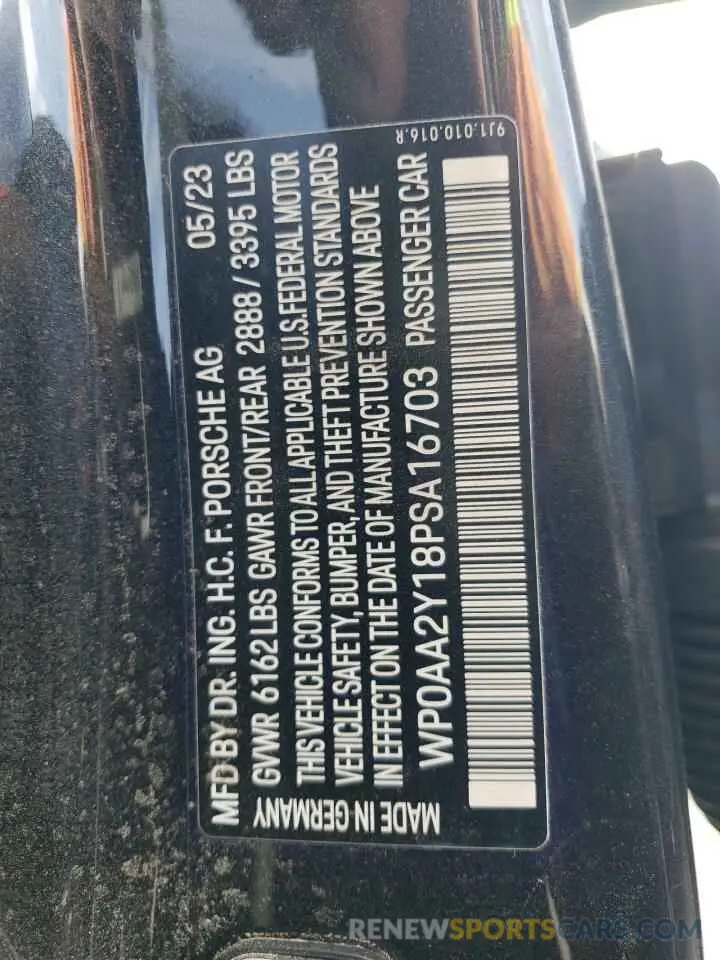 MFD BY DR. ING. H.C. F. PORSCHE AG 05/23
GVWR 6162 LBS GAWR FRONT/REAR 2888 / 3395 LBS
THIS VEHICLE CONFORMS TO ALL APPLICABLE U.S. FEDERAL MOTOR
VEHICLE SAFETY, BUMPER, AND THEFT PREVENTION STANDARDS
IN EFFECT ON THE DATE OF MANUFACTURE SHOWN ABOVE
WP0AA2Y18PSA16703 PASSENGER CAR
MADE IN GERMANY
9J1.010.016.R
RENEWSPORTSCARS.COM